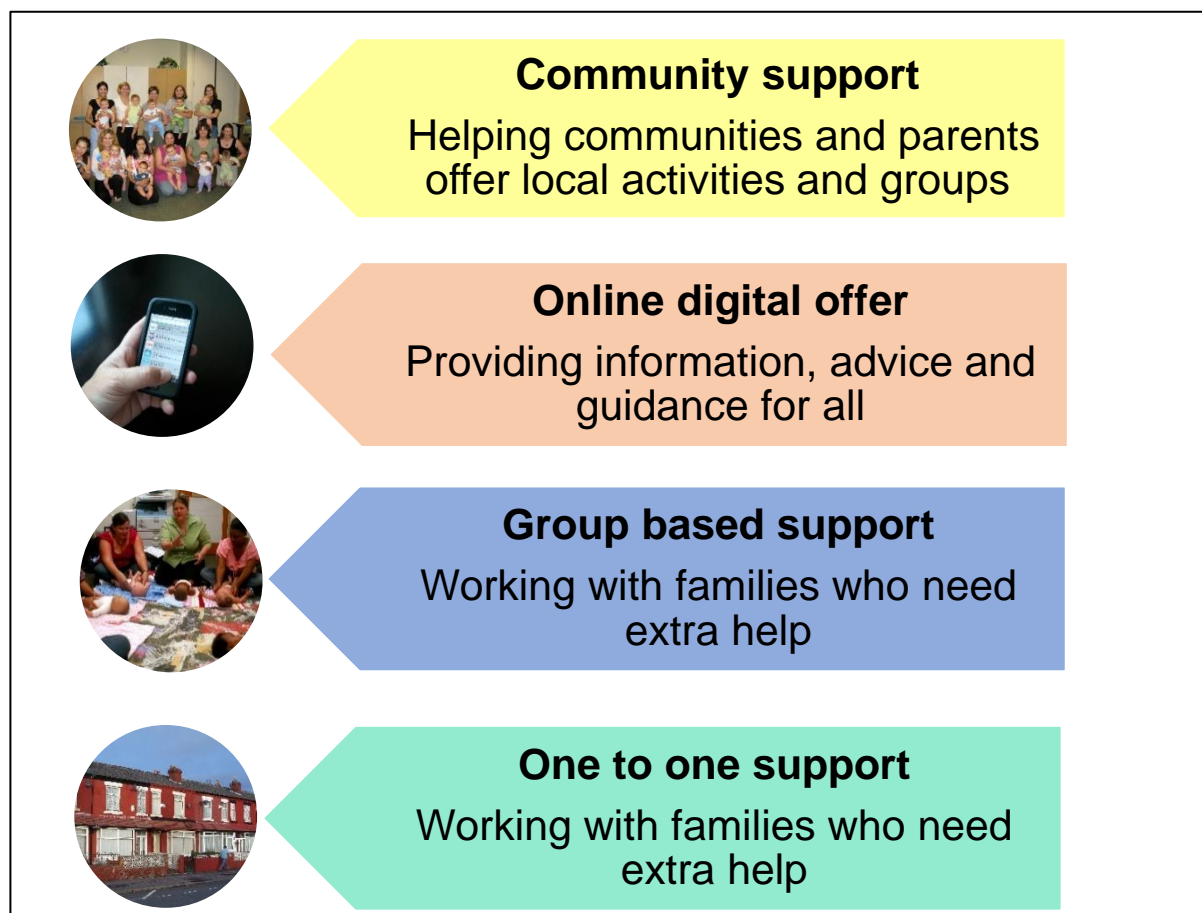 Community support
Helping communities and parents
offer local activities and groups
Online digital offer
Providing information, advice and
guidance for all
Group based support
Working with families who need
extra help
One to one support
Working with families who need
extra help